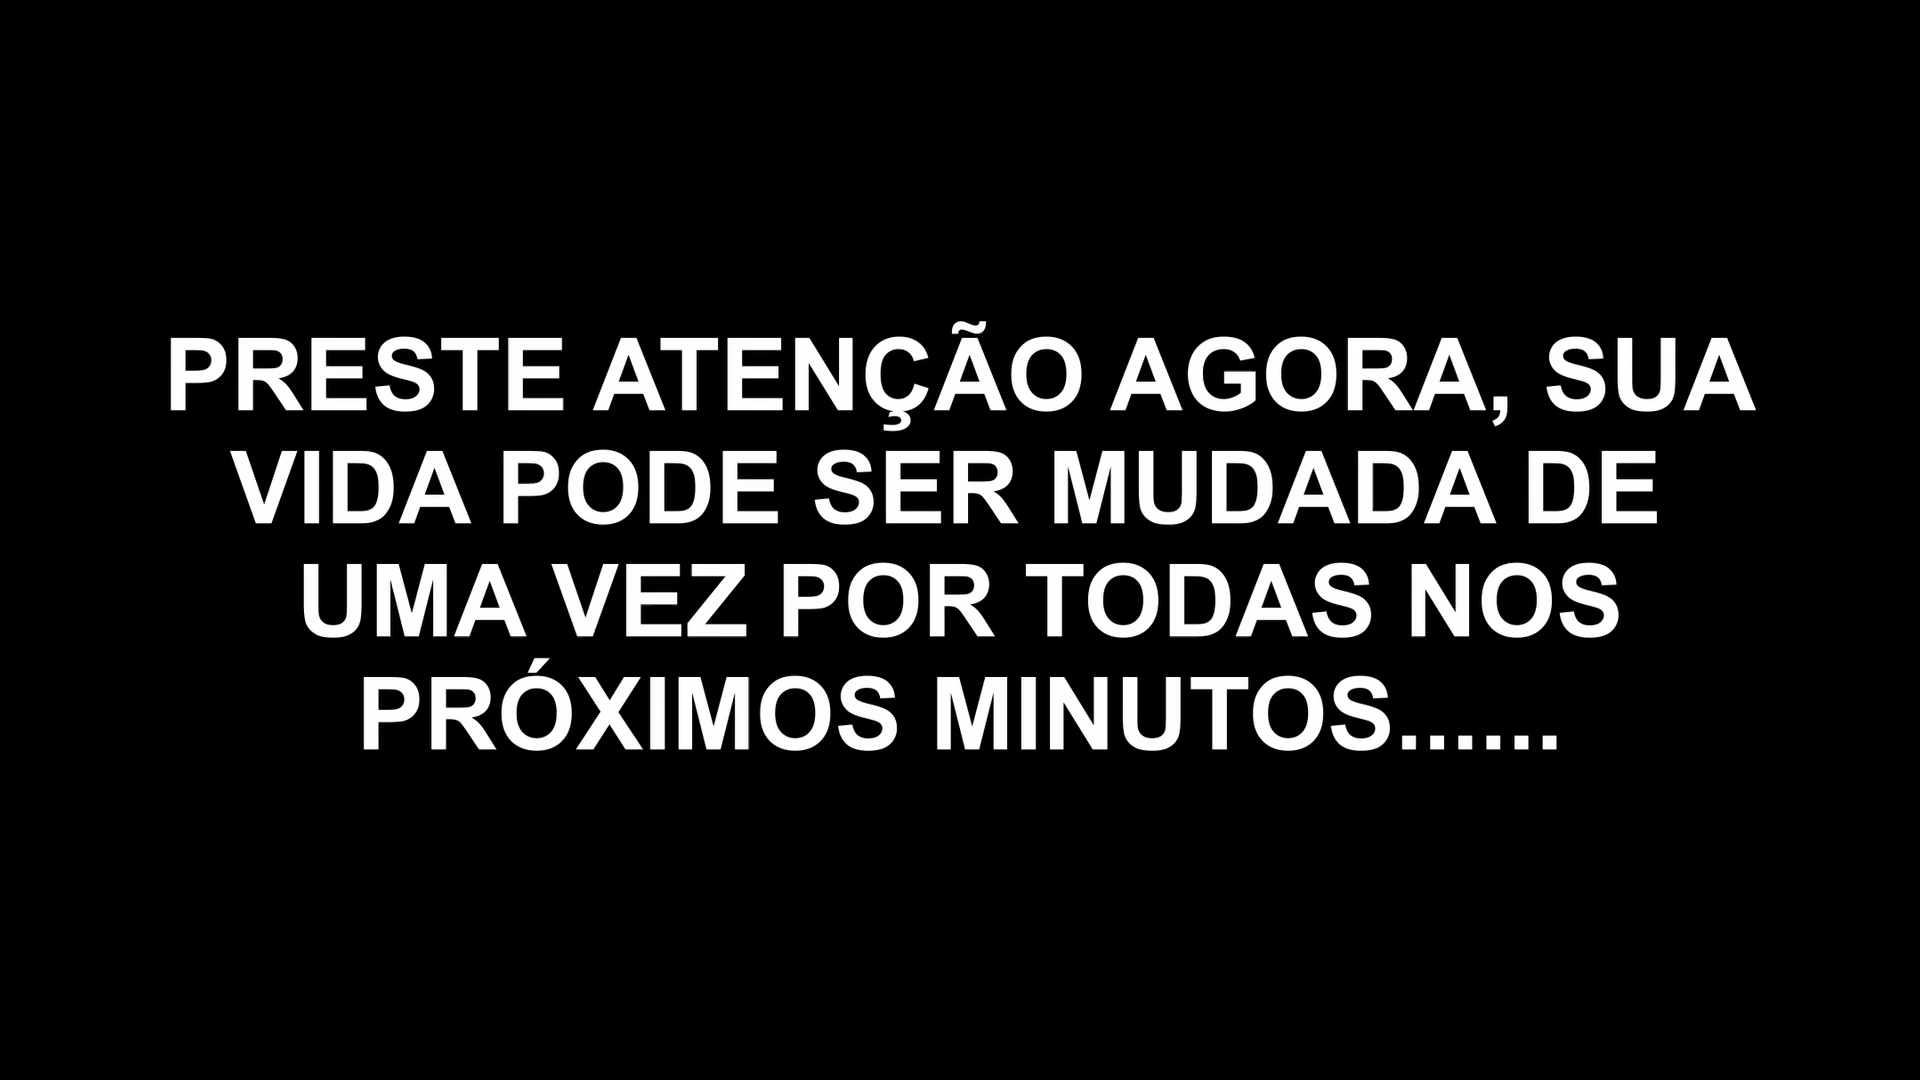 PRESTE ATENÇÃO AGORA, SUA
VIDA PODE SER MUDADA DE
UMA VEZ POR TODAS NOS
PRÓXIMOS MINUTOS......